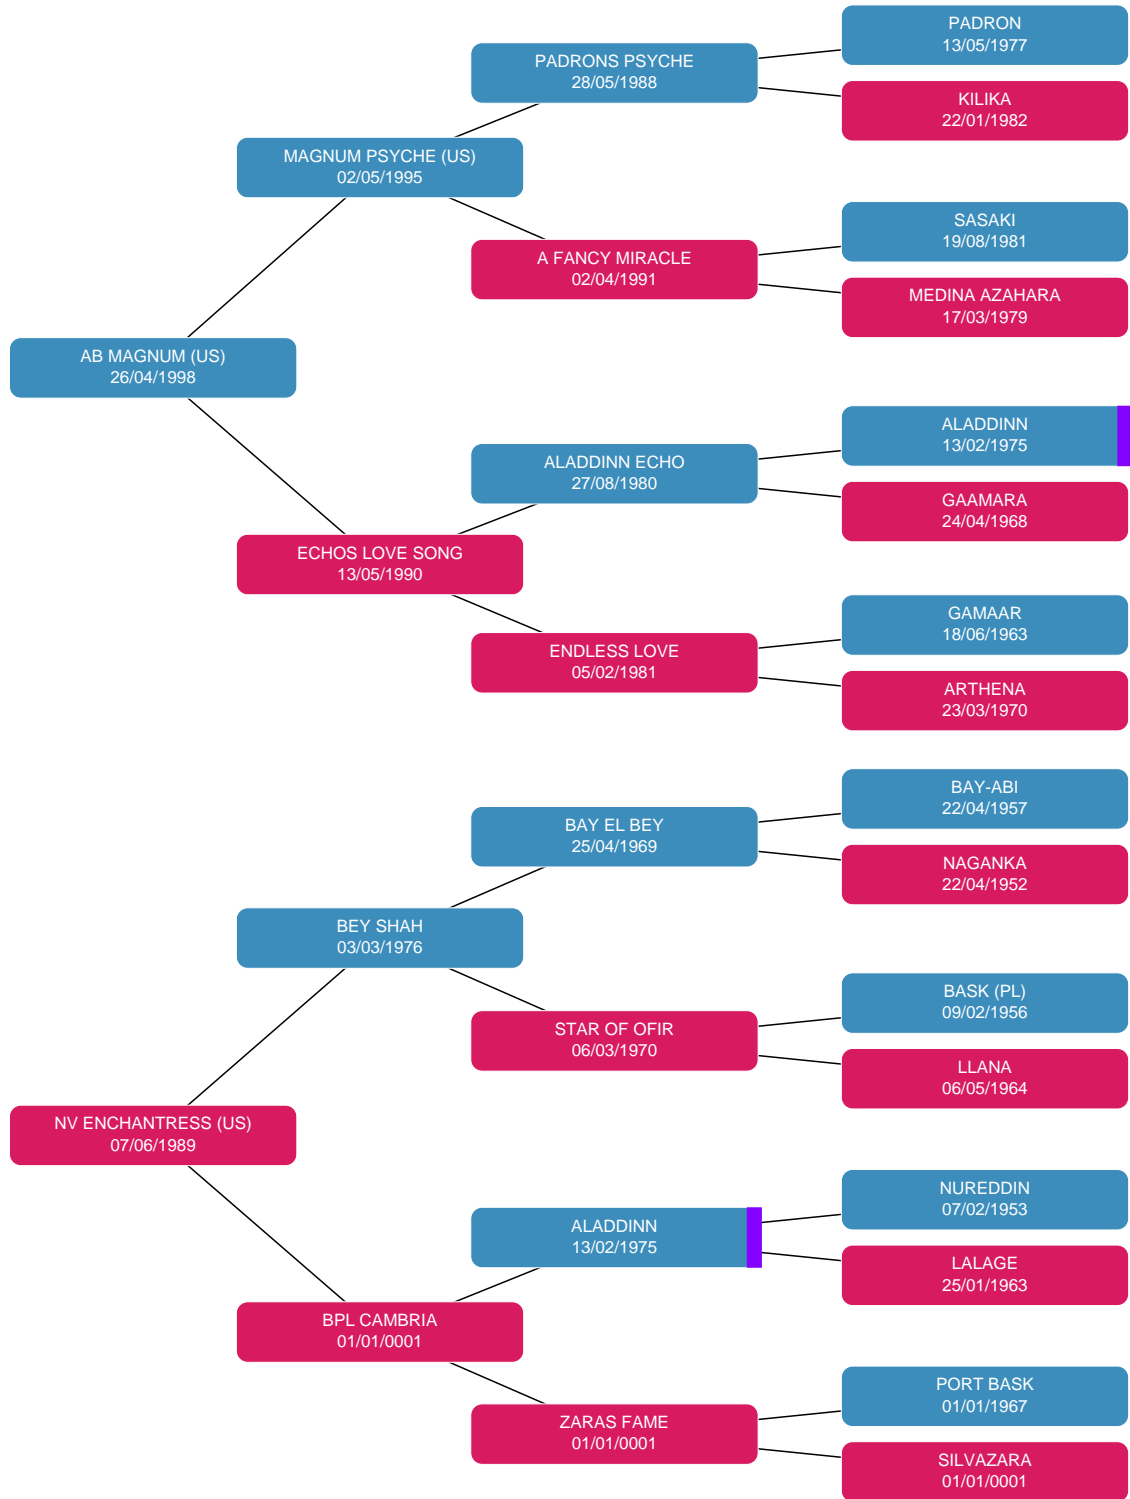 PADRON
13/05/1977
PADRONS PSYCHE
28/05/1988
KILIKA
22/01/1982
MAGNUM PSYCHE (US)
02/05/1995
SASAKI
19/08/1981
A FANCY MIRACLE
02/04/1991
MEDINA AZAHARA
17/03/1979
AB MAGNUM (US)
26/04/1998
ALADDINN
13/02/1975
ALADDINN ECHO
27/08/1980
GAAMARA
24/04/1968
ECHOS LOVE SONG
13/05/1990
GAMAAR
18/06/1963
ENDLESS LOVE
05/02/1981
ARTHENA
23/03/1970
BAY-ABI
22/04/1957
BAY EL BEY
25/04/1969
NAGANKA
22/04/1952
BEY SHAH
03/03/1976
BASK (PL)
09/02/1956
STAR OF OFIR
06/03/1970
LLANA
06/05/1964
NV ENCHANTRESS (US)
07/06/1989
NUREDDIN
07/02/1953
ALADDINN
13/02/1975
LALAGE
25/01/1963
BPL CAMBRIA
01/01/0001
PORT BASK
01/01/1967
ZARAS FAME
01/01/0001
SILVAZARA
01/01/0001